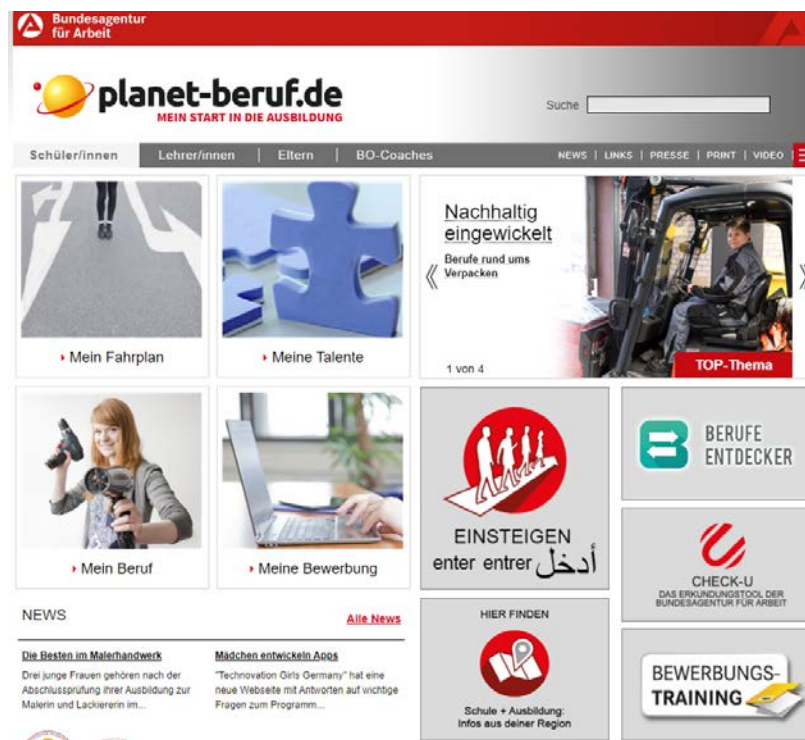 Bundesagentur
für Arbeit
planet-beruf.de
MEIN START IN DIE AUSBILDUNG
Suche
Schüler/innen | Lehrer/innen | Eltern | BO-Coaches
NEWS | LINKS | PRESSE | PRINT | VIDEO
Mein Fahrplan
Meine Talente
Nachhaltig
eingewickelt
Berufe rund ums
Verpacken
1 von 4
TOP-Thema
Mein Beruf
Meine Bewerbung
EINSTEIGEN
enter entrer أدخل
BERUFE
ENTDECKER
CHECK-U
DAS ERKUNDUNGSTOOL DER
BUNDESAGENTUR FÜR ARBEIT
NEWS
Alle News
Die Besten im Malerhandwerk
Drei junge Frauen gehören nach der
Abschlussprüfung ihrer Ausbildung zur
Malerin und Lackiererin im...
Mädchen entwickeln Apps
"Technovation Girls Germany" hat eine
neue Webseite mit Antworten auf wichtige
Fragen zum Programm...
HIER FINDEN
Schule + Ausbildung:
Infos aus deiner Region
BEWERBUNGS-
TRAINING